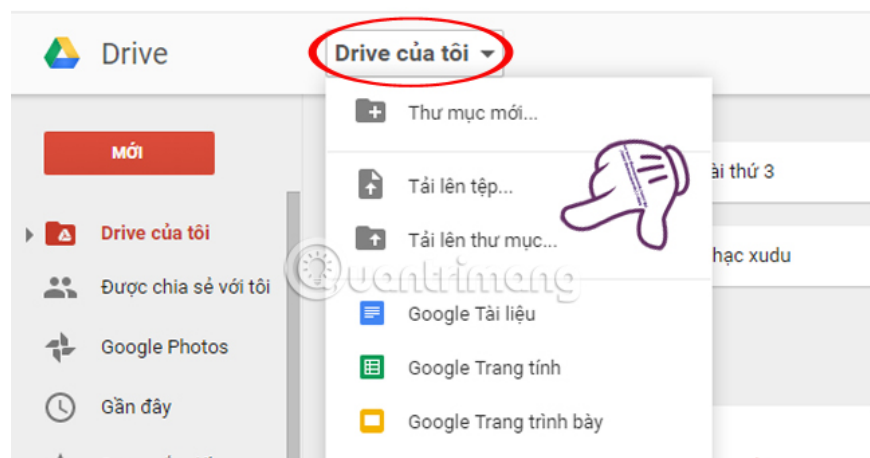 Drive
Drive của tôi
Thư mục mới...
MỚI
Tải lên tệp...
ài thứ 3
Drive của tôi
Tải lên thư mục...
hạc xudu
Được chia sẻ với tôi
Quantrimang
Google Tài liệu
Google Photos
Google Trang tính
Gần đây
Google Trang trình bày